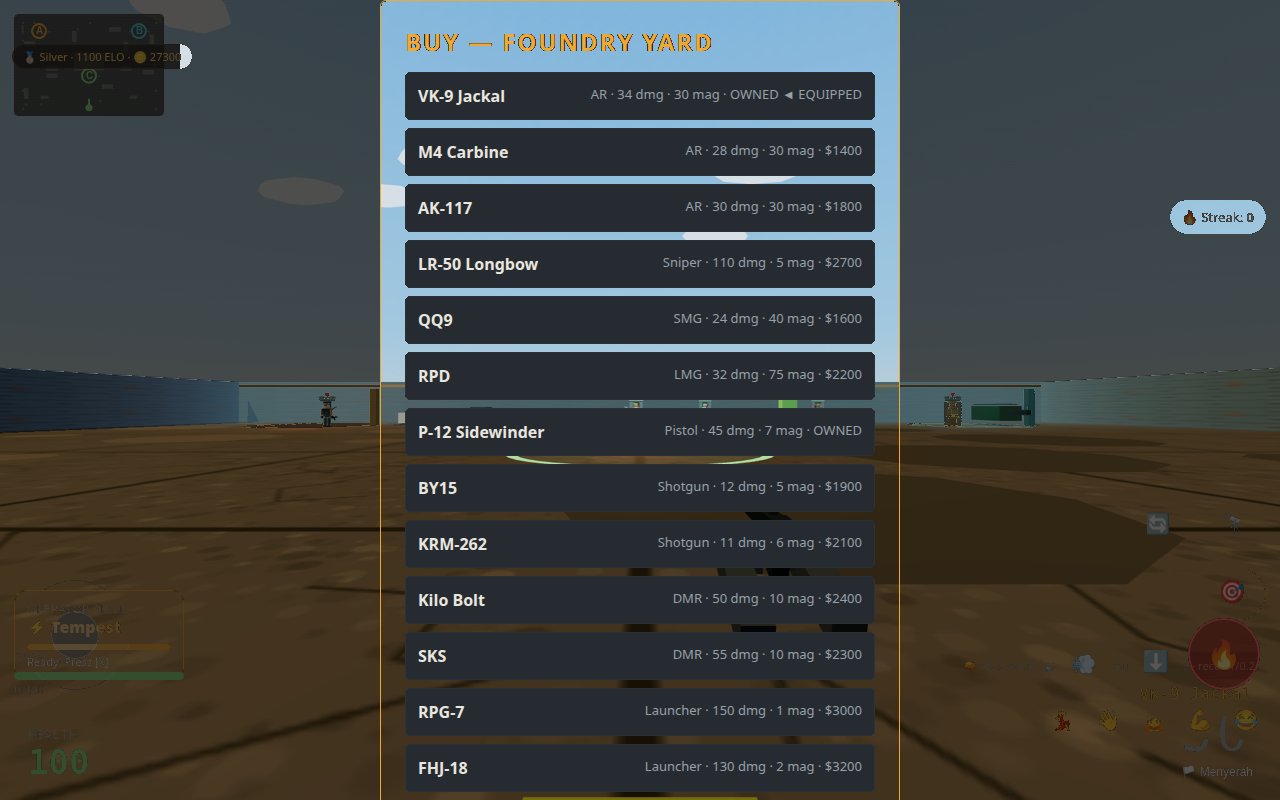 A
B
🥈 Silver · 1100 ELO · 🪙 27300
C
BUY — FOUNDRY YARD
VK-9 Jackal AR · 34 dmg · 30 mag · OWNED ◄ EQUIPPED
M4 Carbine AR · 28 dmg · 30 mag · $1400
AK-117 AR · 30 dmg · 30 mag · $1800
LR-50 Longbow Sniper · 110 dmg · 5 mag · $2700
🔥 Streak: 0
QQ9 SMG · 24 dmg · 40 mag · $1600
RPD LMG · 32 dmg · 75 mag · $2200
P-12 Sidewinder Pistol · 45 dmg · 7 mag · OWNED
BY15 Shotgun · 12 dmg · 5 mag · $1900
KRM-262 Shotgun · 11 dmg · 6 mag · $2100
Kilo Bolt DMR · 50 dmg · 10 mag · $2400
SKS DMR · 55 dmg · 10 mag · $2300
RPG-7 Launcher · 150 dmg · 1 mag · $3000
FHJ-18 Launcher · 130 dmg · 2 mag · $3200
⚡ Tempest
VK-9 Jackal
HEALTH
100
Menyerah